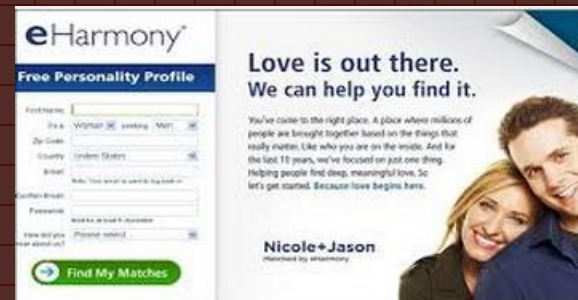 eHarmony
Free Personality Profile
First Name:
I'm a: Woman seeking Men
Zip Code:
Country: United States
Email:
Confirm Email:
Password:
How did you
hear about us? Please select...
Find My Matches
Love is out there.
We can help you find it.
You've come to the right place. A place where millions of
people are brought together based on the things that
really matter. Like who you are on the inside. And for
the last 10 years, we've focused on just one thing.
Helping people find deep, meaningful love. So
let's get started. Because love begins here.
Nicole+Jason
Matched by eHarmony